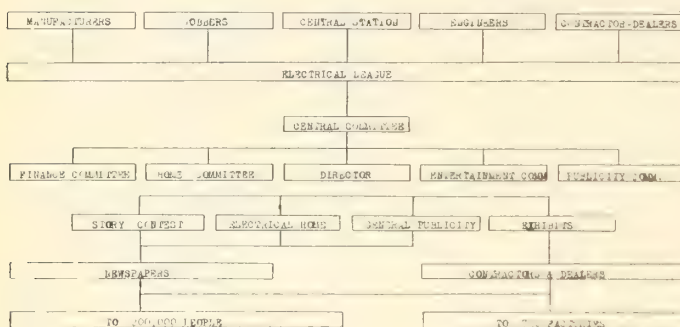 MANUFACTURERS JOBBERS CENTRAL STATION ENGINEERS CONTRACTOR-DEALERS
ELECTRICAL LEAGUE
CENTRAL COMMITTEE
FINANCE COMMITTEE HOME COMMITTEE DIRECTOR ENTERTAINMENT COMM PUBLICITY COMM.
STORY CONTEST ELECTRICAL HOME GENERAL PUBLICITY EXHIBITS
NEWSPAPERS CONTRACTORS & DEALERS
TO PEOPLE TO FAMILIES